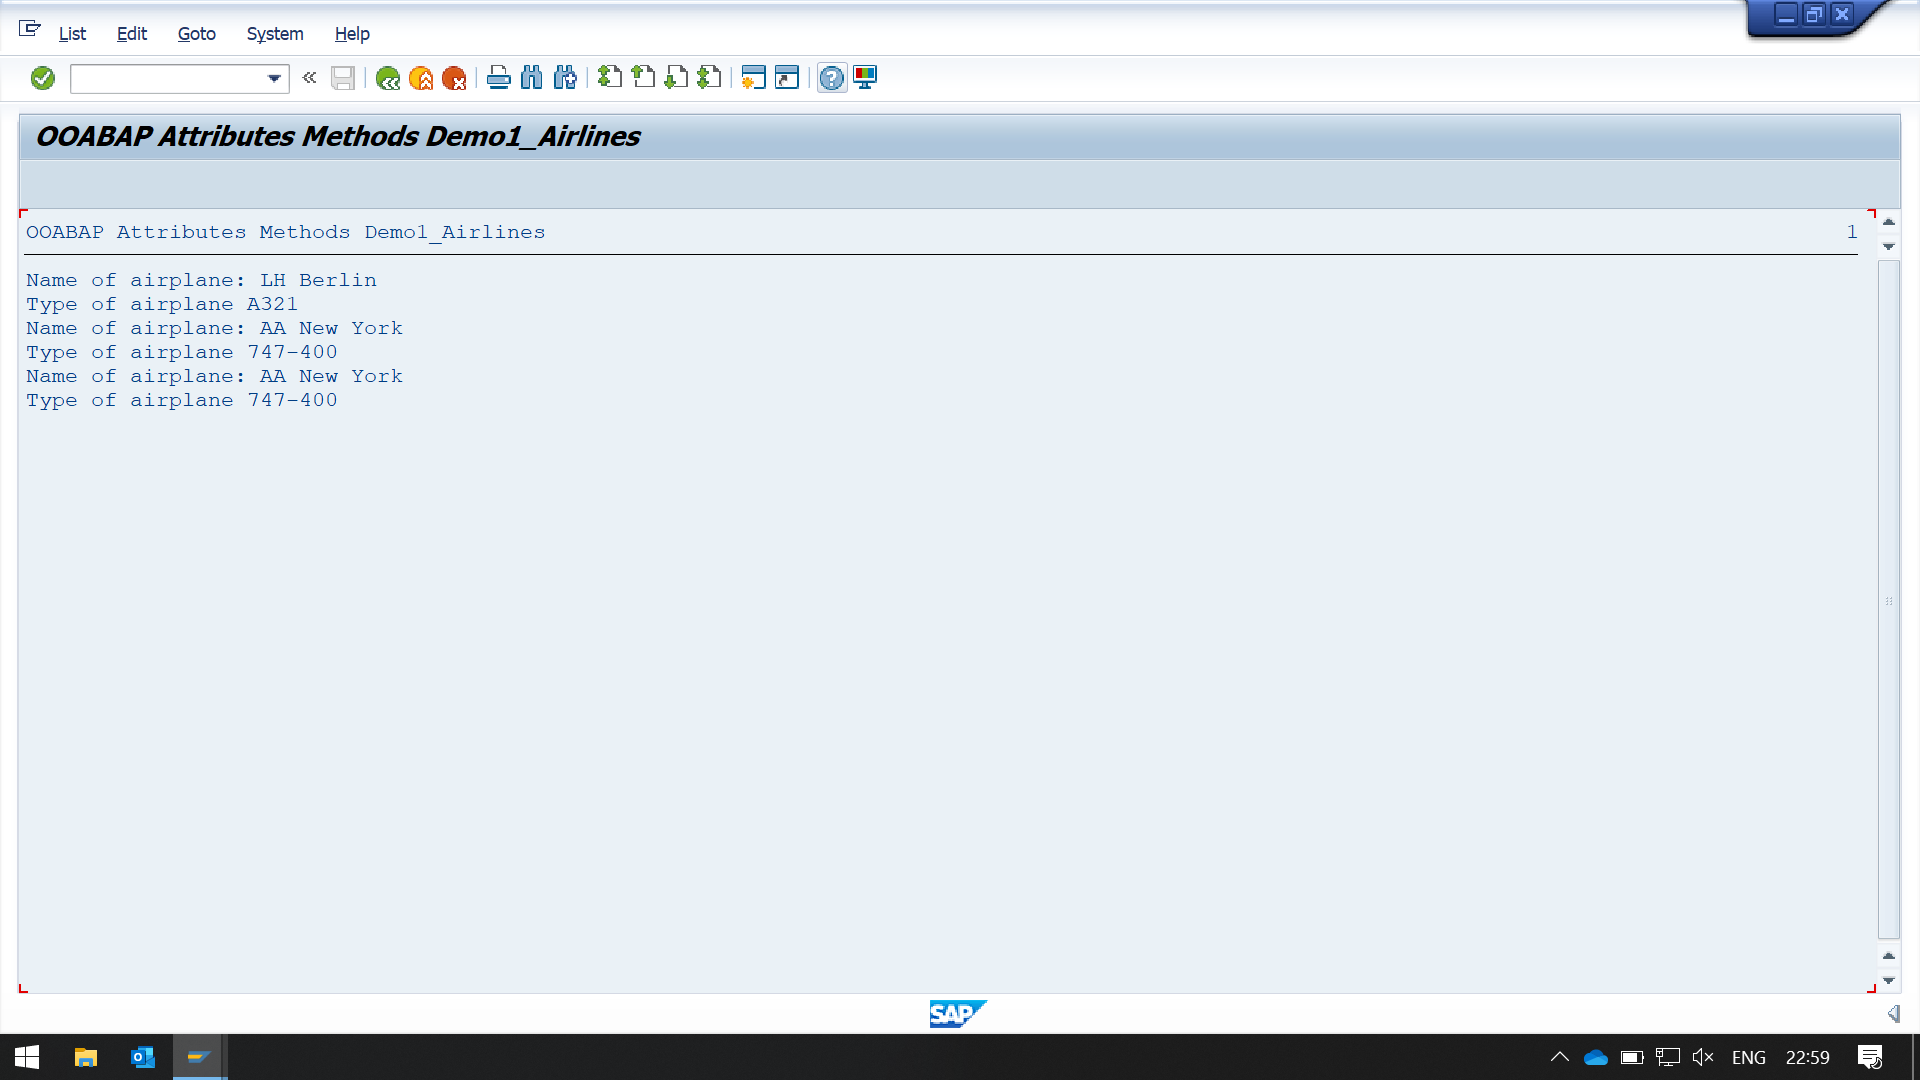 List Edit Goto System Help
OOABAP Attributes Methods Demo1_Airlines
OOABAP Attributes Methods Demo1_Airlines 1
Name of airplane: LH Berlin
Type of airplane A321
Name of airplane: AA New York
Type of airplane 747-400
Name of airplane: AA New York
Type of airplane 747-400
SAP
ENG 22:59